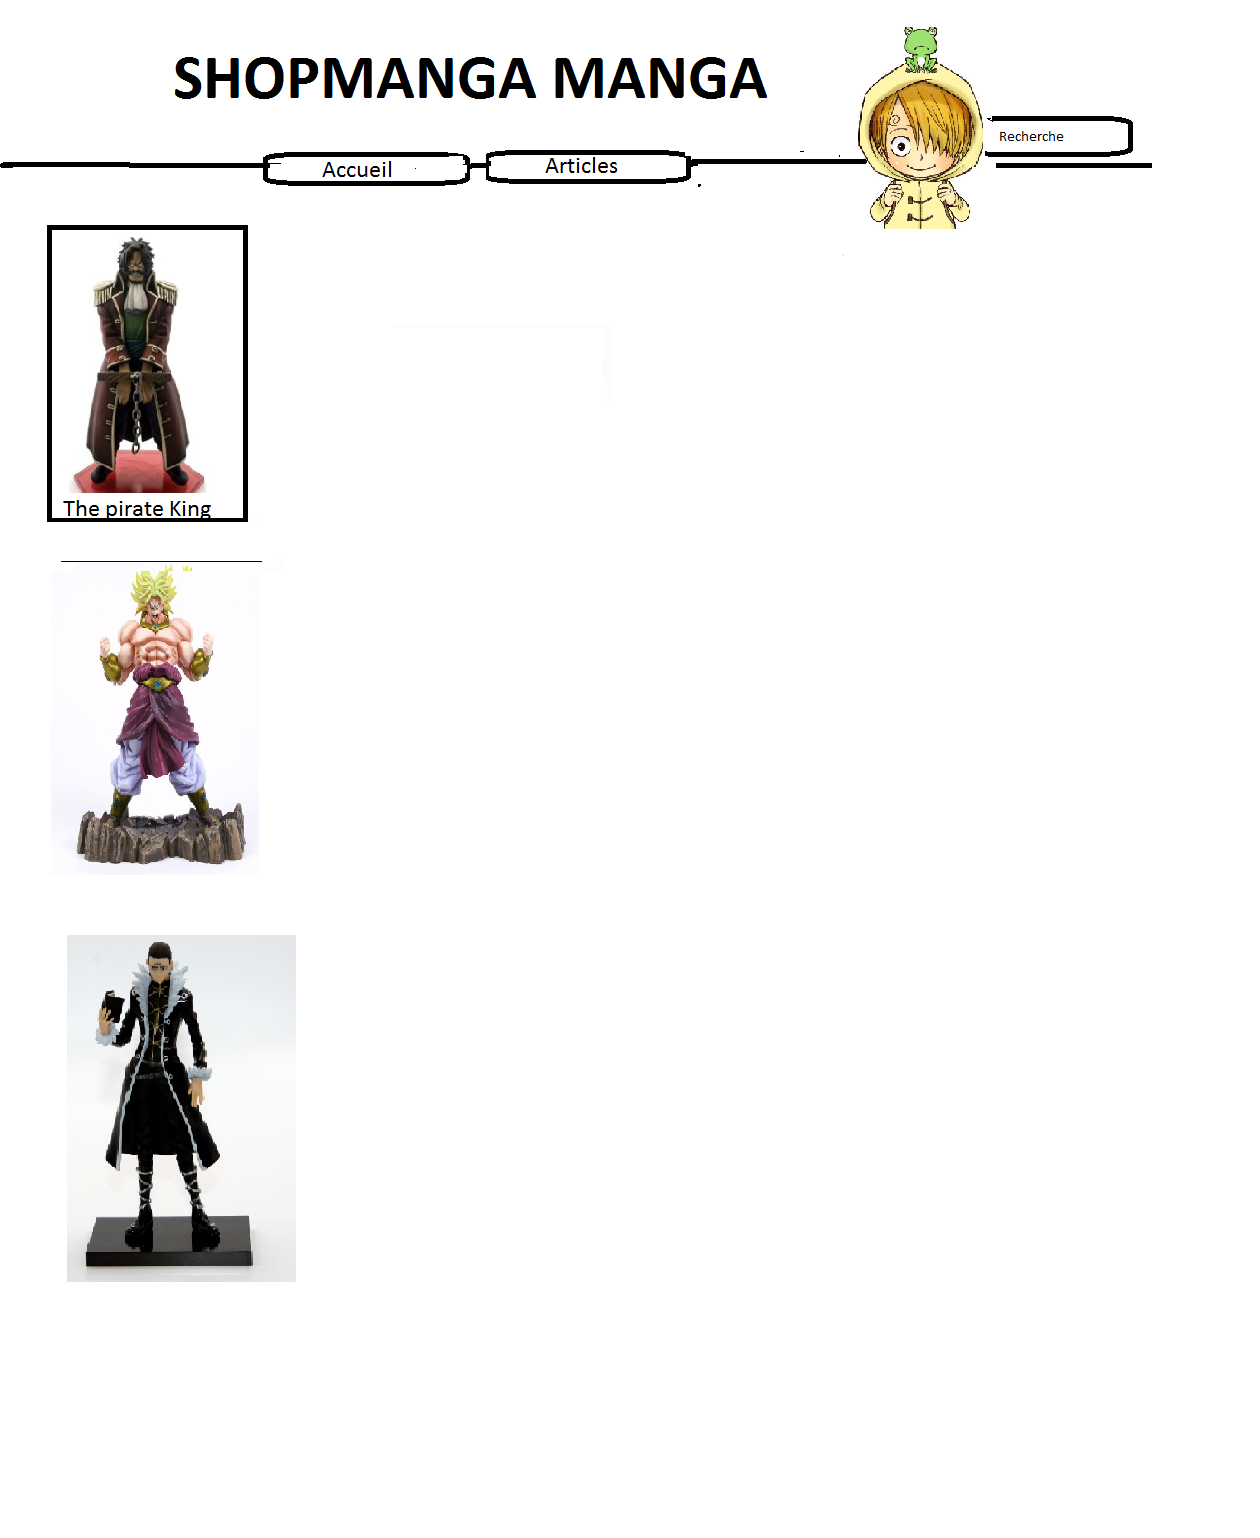 SHOPMANGA MANGA
Recherche
Accueil
Articles
The pirate King